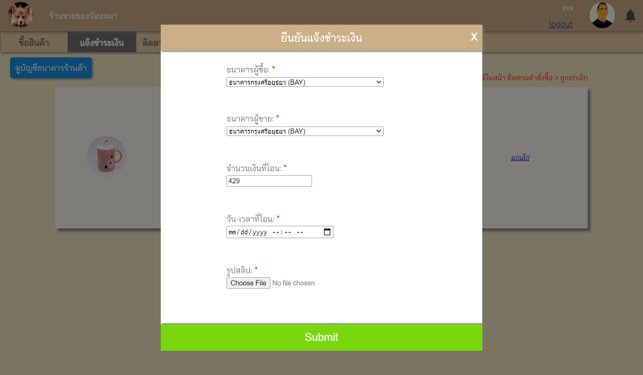 ร้านขายของน้องหมา
xxx
logout
ซื้อสินค้า
แจ้งชำระเงิน
ติดตา
ดูบัญชีธนาคารร้านค้า
ในหน้า ติดตามคำสั่งซื้อ > ถูกยกเลิก
ยกเลิก
ยืนยันแจ้งชำระเงิน
X
ธนาคารผู้ซื้อ: *
ธนาคารกรุงศรีอยุธยา (BAY)
ธนาคารผู้ขาย: *
ธนาคารกรุงศรีอยุธยา (BAY)
จำนวนเงินที่โอน: *
429
วัน-เวลาที่โอน: *
mm/dd/yyyy --:-- --
รูปสลิป: *
Choose File No file chosen
Submit